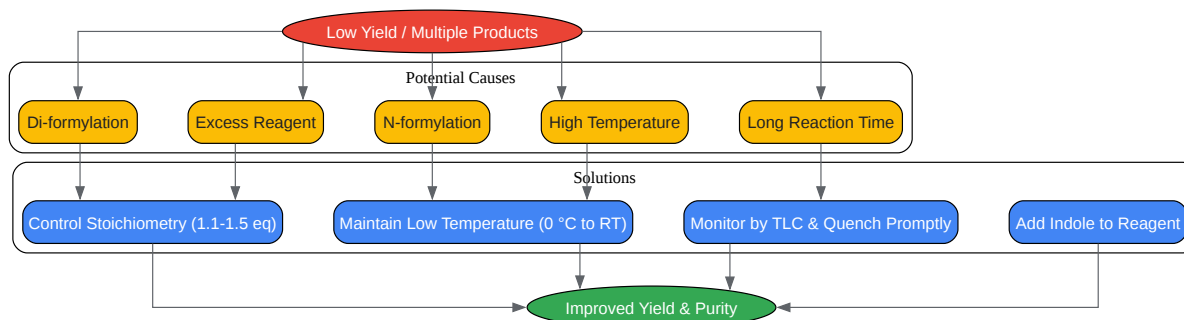 Low Yield / Multiple Products
Potential Causes
Di-formylation
Excess Reagent
N-formylation
High Temperature
Long Reaction Time
Solutions
Control Stoichiometry (1.1-1.5 eq)
Maintain Low Temperature (0 °C to RT)
Monitor by TLC & Quench Promptly
Add Indole to Reagent
Improved Yield & Purity